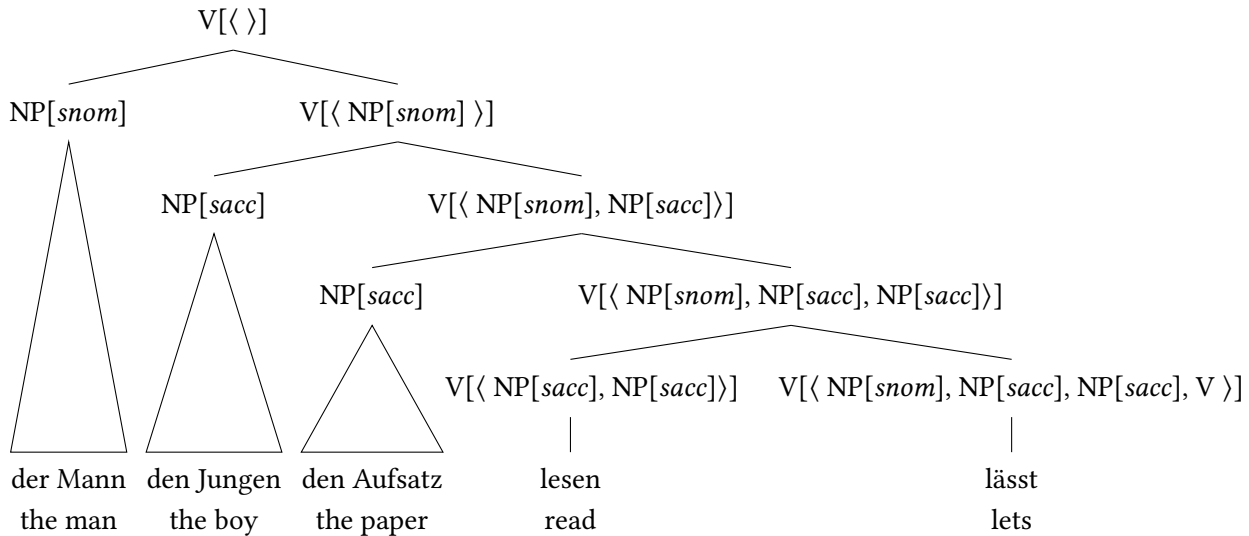 V[⟨ ⟩]
NP[snom] V[⟨ NP[snom] ⟩]
NP[sacc] V[⟨ NP[snom], NP[sacc]⟩]
NP[sacc] V[⟨ NP[snom], NP[sacc], NP[sacc]⟩]
V[⟨ NP[sacc], NP[sacc]⟩] V[⟨ NP[snom], NP[sacc], NP[sacc], V ⟩]
der Mann den Jungen den Aufsatz lesen lässt
the man the boy the paper read lets